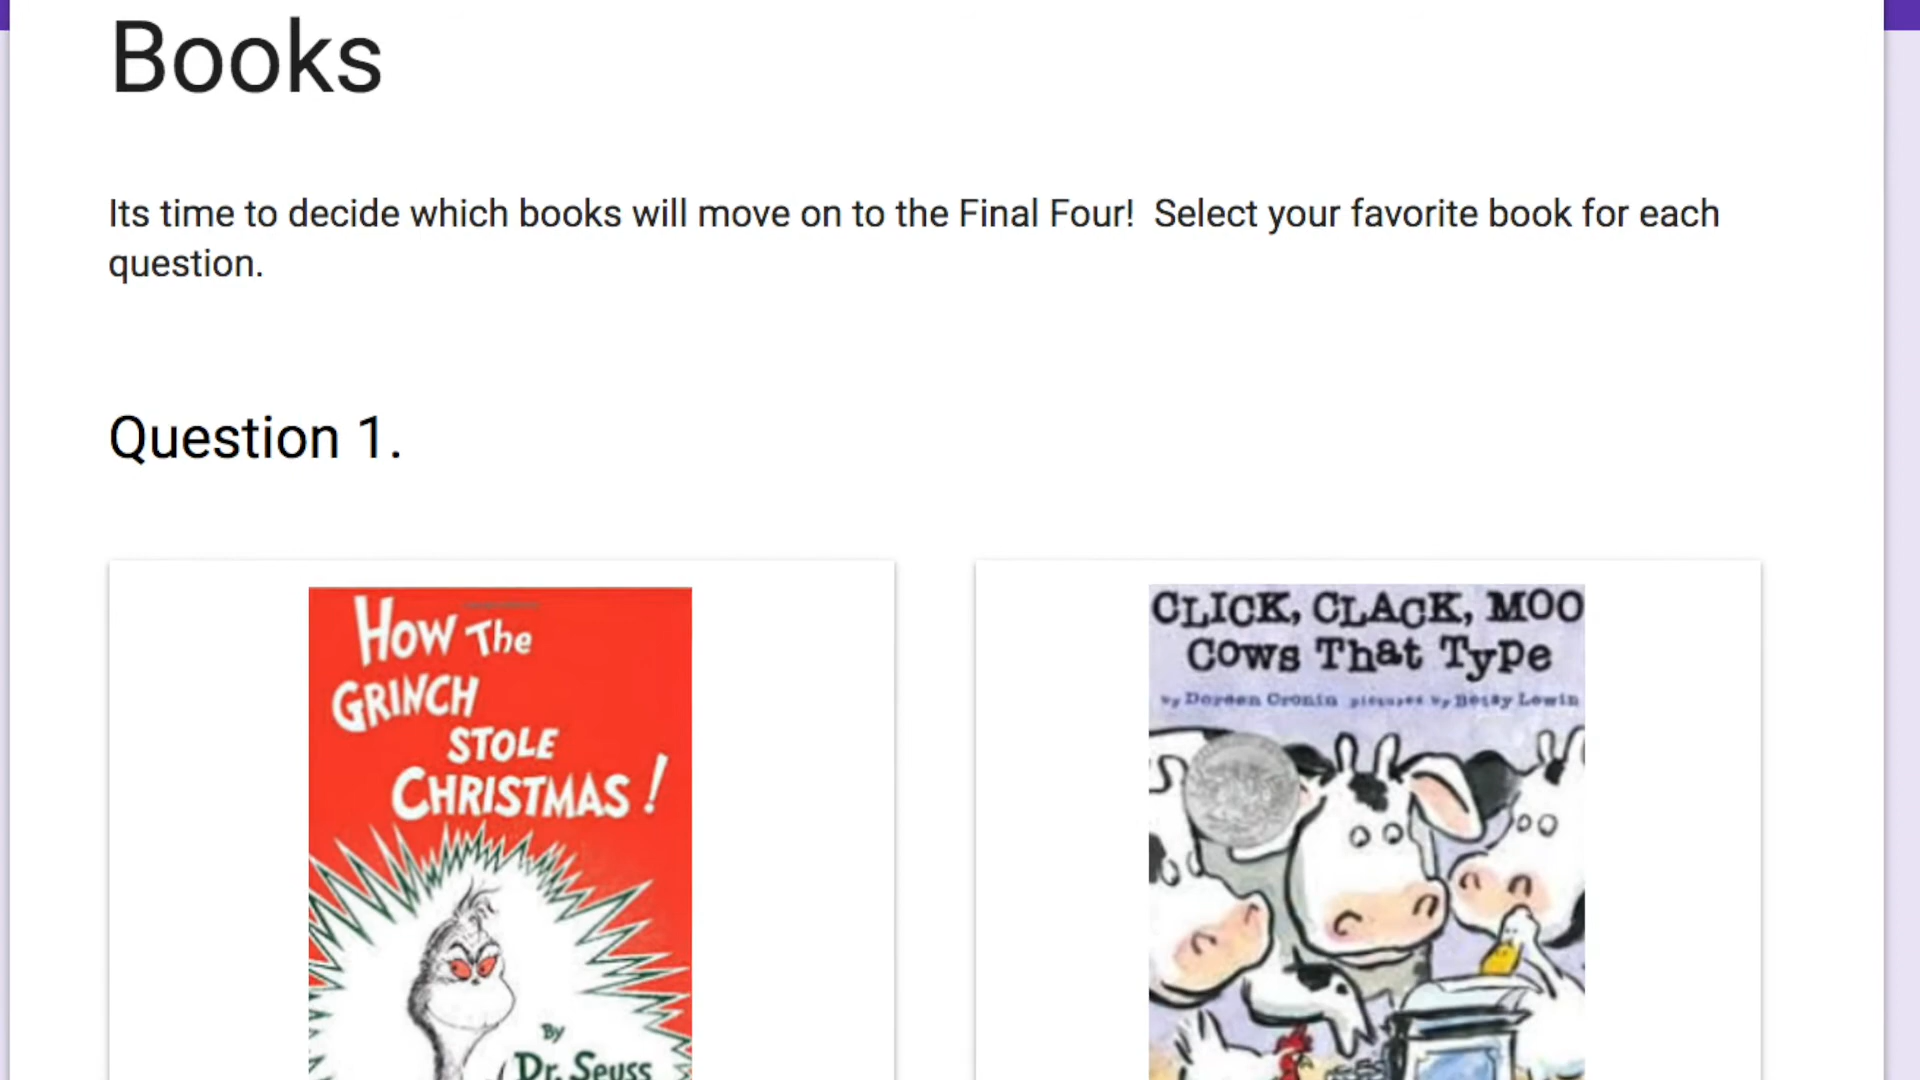 Books
Its time to decide which books will move on to the Final Four!  Select your favorite book for each
question.
Question 1.
How The
GRINCH
STOLE
CHRISTMAS!
By
Dr. Seuss
CLICK, CLACK, MOO
Cows That Type
by Doreen Cronin pictures by Betsy Lewin